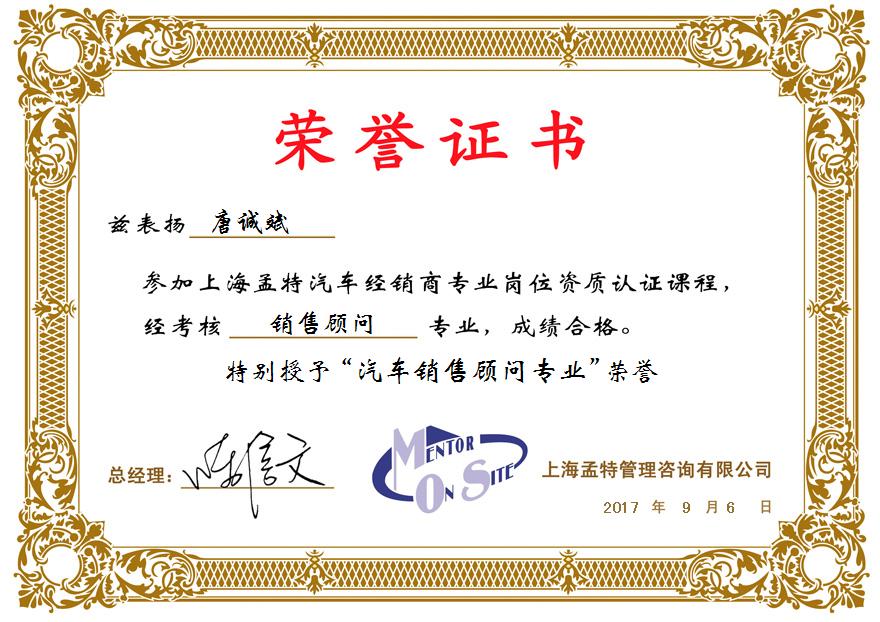 荣誉证书
兹表扬 唐诚斌
参加上海孟特汽车经销商专业岗位资质认证课程，
经考核 销售顾问 专业，成绩合格。
特别授予“汽车销售顾问专业”荣誉
总经理：
MENTOR
ON SITE
上海孟特管理咨询有限公司
2017 年 9 月 6 日